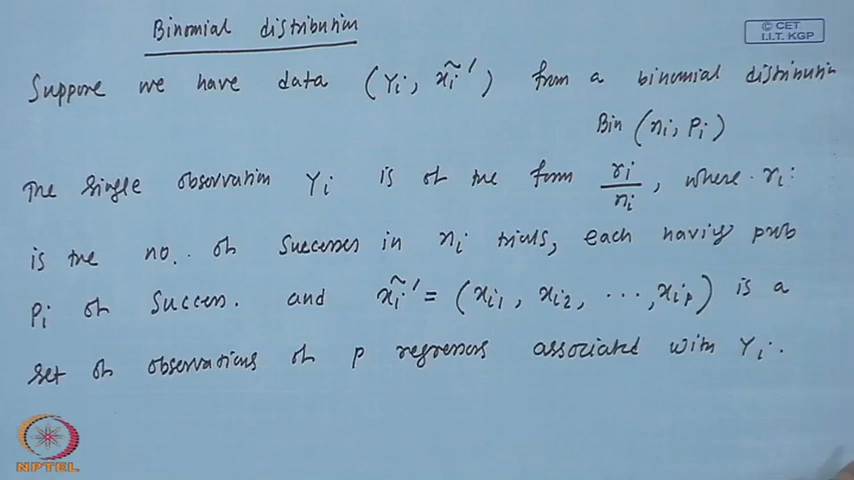 Binomial distribution
© CET
I.I.T. KGP
Suppose we have data (Yi, x̃i′) from a binomial distribution
Bin (ni, Pi)
The single observation Yi is of the form ri/ni, where ri
is the no. of successes in ni trials, each having prob
Pi of success. and x̃i′ = (xi1, xi2, ..., xip) is a
set of observations of p regressors associated with Yi.
NPTEL